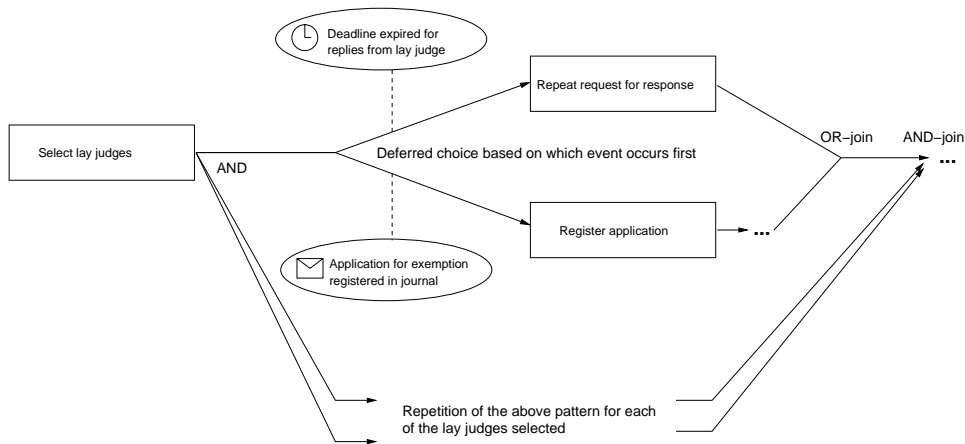 Deadline expired for
replies from lay judge
Repeat request for response
Select lay judges
AND
Deferred choice based on which event occurs first
OR–join
AND–join
...
Register application
...
Application for exemption
registered in journal
Repetition of the above pattern for each
of the lay judges selected